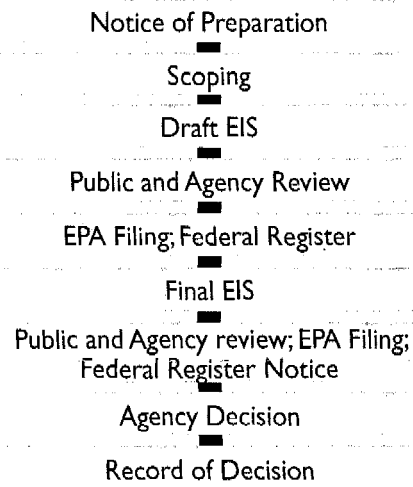 Notice of Preparation
Scoping
Draft EIS
Public and Agency Review
EPA Filing; Federal Register
Final EIS
Public and Agency review; EPA Filing;
Federal Register Notice
Agency Decision
Record of Decision